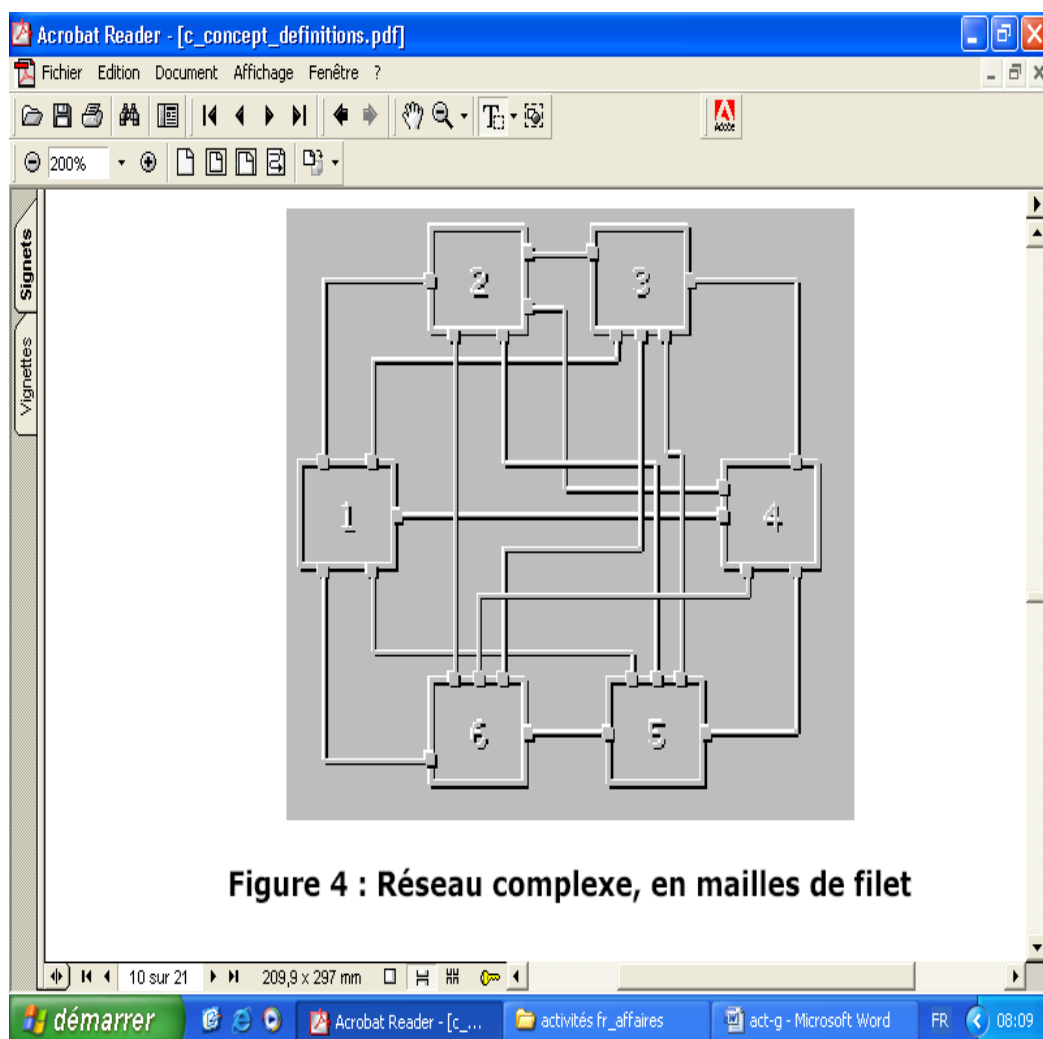 Acrobat Reader - [c_concept_definitions.pdf]
Fichier Edition Document Affichage Fenêtre ?
Adobe
200%
Signets
Vignettes
2
3
1
4
6
5
Figure 4 : Réseau complexe, en mailles de filet
10 sur 21 209,9 x 297 mm
démarrer Acrobat Reader - [c_... activités fr_affaires act-g - Microsoft Word FR 08:09